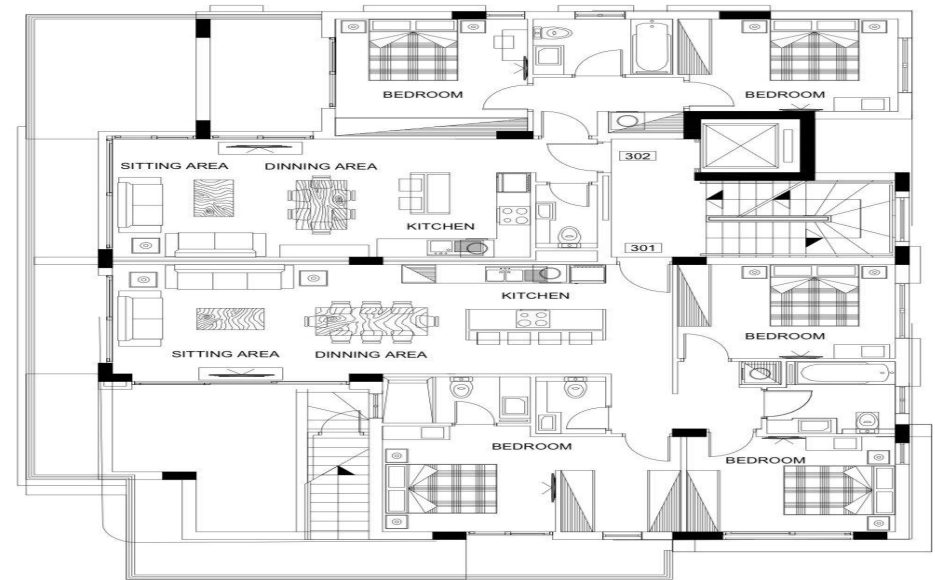 BEDROOM
BEDROOM
302
SITTING AREA
DINNING AREA
KITCHEN
301
KITCHEN
BEDROOM
SITTING AREA
DINNING AREA
BEDROOM
BEDROOM